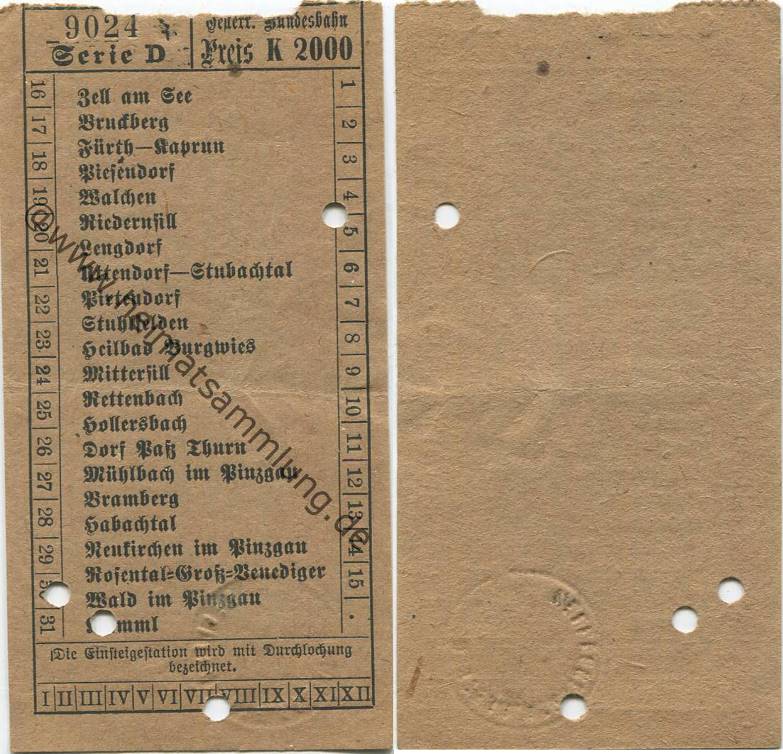 9024
Oesterr. Bundesbahn
Serie D
Preis K 2000
Zell am See
Bruckberg
Fürth—Kaprun
Piesendorf
Walchen
Niedernsill
Lengdorf
Uttendorf—Stubachtal
Pirtendorf
Stuhlfelden
Heilbad Burgwies
Mittersill
Rettenbach
Hollersbach
Dorf Paß Thurn
Mühlbach im Pinzgau
Bramberg
Habachtal
Neukirchen im Pinzgau
Rosental=Groß=Venediger
Wald im Pinzgau
Krimml
16 17 18 19 20 21 22 23 24 25 26 27 28 29 30 31
1 2 3 4 5 6 7 8 9 10 11 12 13 14 15 .
Die Einsteigestation wird mit Durchlochung
bezeichnet.
I II III IV V VI VII VIII IX X XI XII
©www.heimatsammlung.de